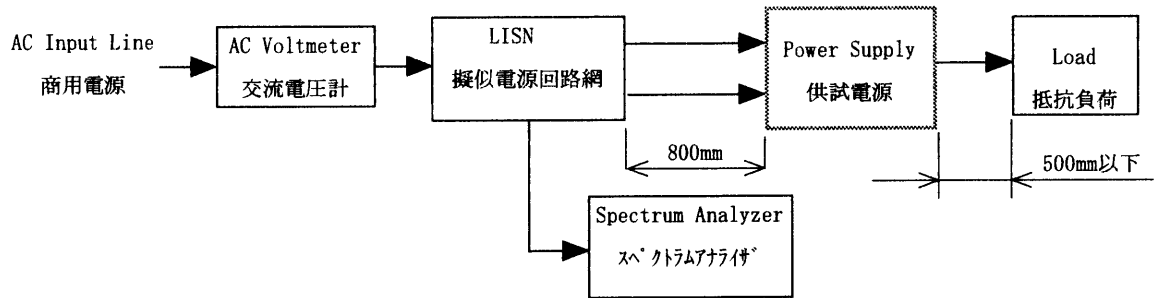 AC Input Line
商用電源
AC Voltmeter
交流電圧計
LISN
擬似電源回路網
Power Supply
供試電源
Load
抵抗負荷
800mm
500mm以下
Spectrum Analyzer
ｽﾍﾟｸﾄﾗﾑｱﾅﾗｲｻﾞ